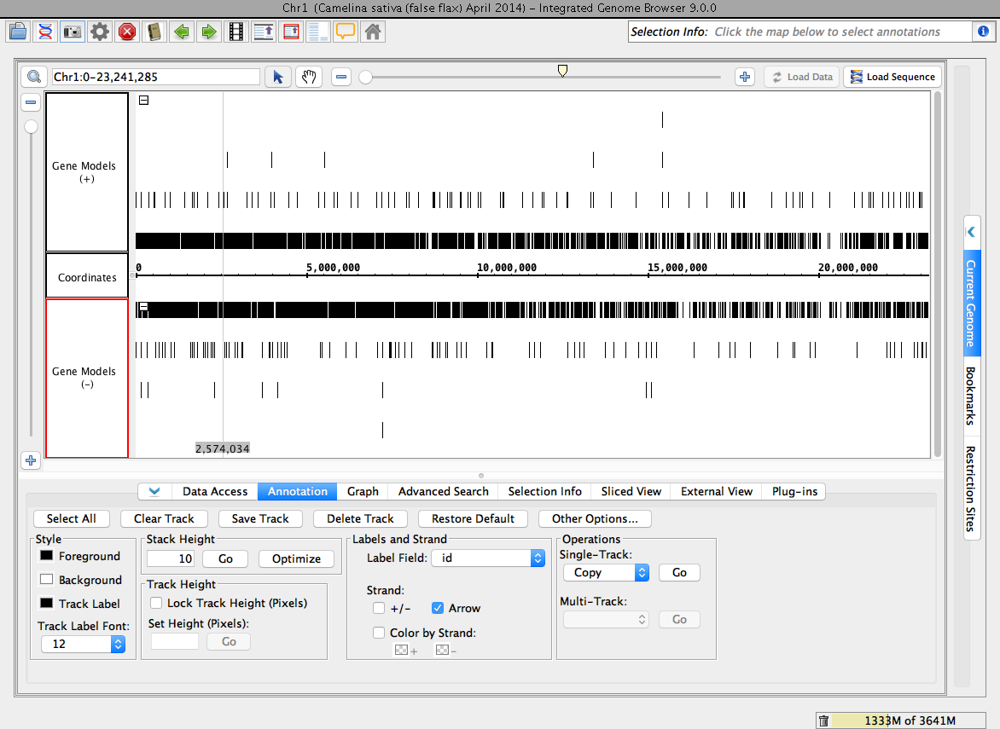 Chr1 (Camelina sativa (false flax) April 2014) – Integrated Genome Browser 9.0.0
Selection Info: Click the map below to select annotations
Chr1:0-23,241,285
Load Data
Load Sequence
Gene Models
(+)
Coordinates
0 5,000,000 10,000,000 15,000,000 20,000,000
Gene Models
(-)
2,574,034
Current Genome
Bookmarks
Restriction Sites
Data Access Annotation Graph Advanced Search Selection Info Sliced View External View Plug-ins
Select All Clear Track Save Track Delete Track Restore Default Other Options...
Style
Foreground
Background
Track Label
Track Label Font:
12
Stack Height
10 Go Optimize
Track Height
Lock Track Height (Pixels)
Set Height (Pixels):
Go
Labels and Strand
Label Field: id
Strand:
+/- Arrow
Color by Strand:
+ -
Operations
Single-Track:
Copy Go
Multi-Track:
Go
1333M of 3641M